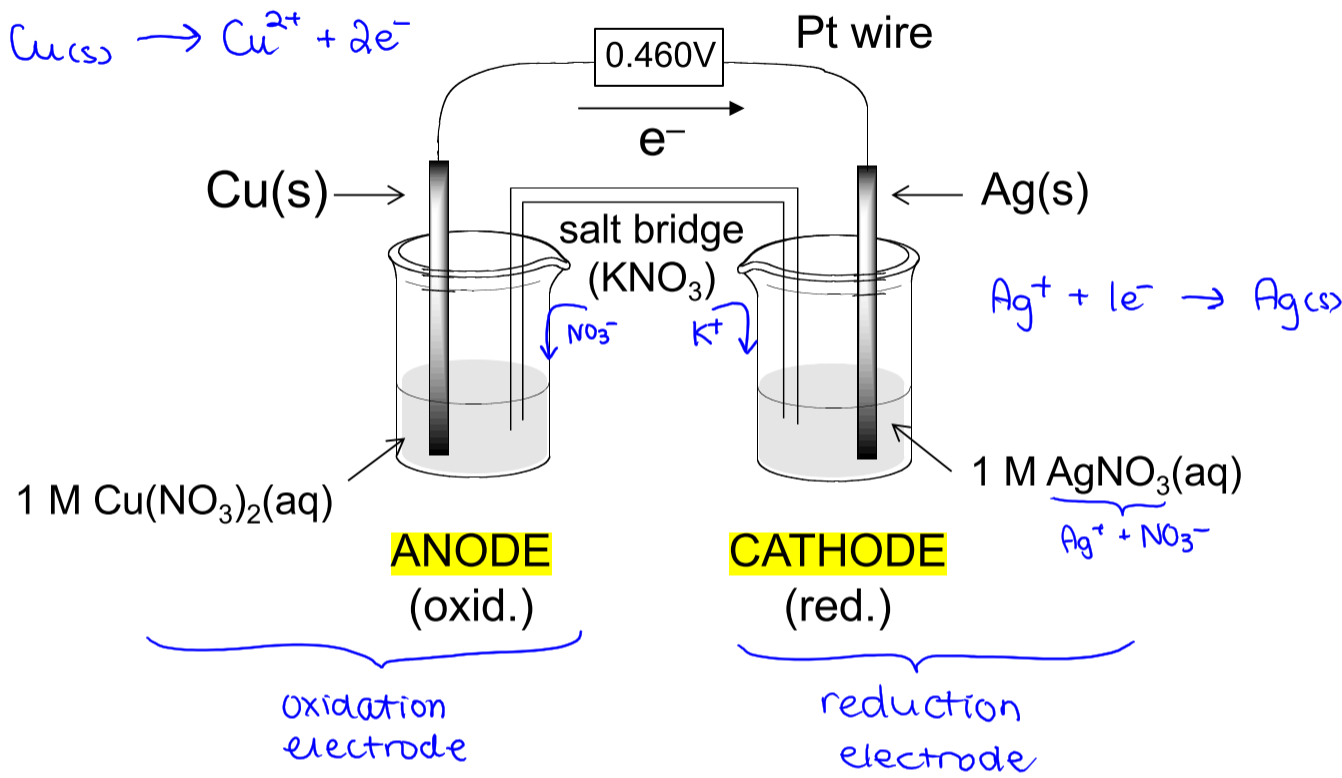 Cu(s) → Cu²⁺ + 2e⁻
0.460V
Pt wire
e–
Cu(s)
Ag(s)
salt bridge
(KNO₃)
NO₃⁻
K⁺
Ag⁺ + 1e⁻ → Ag(s)
1 M Cu(NO₃)₂(aq)
1 M AgNO₃(aq)
Ag⁺ + NO₃⁻
ANODE
(oxid.)
CATHODE
(red.)
oxidation
electrode
reduction
electrode